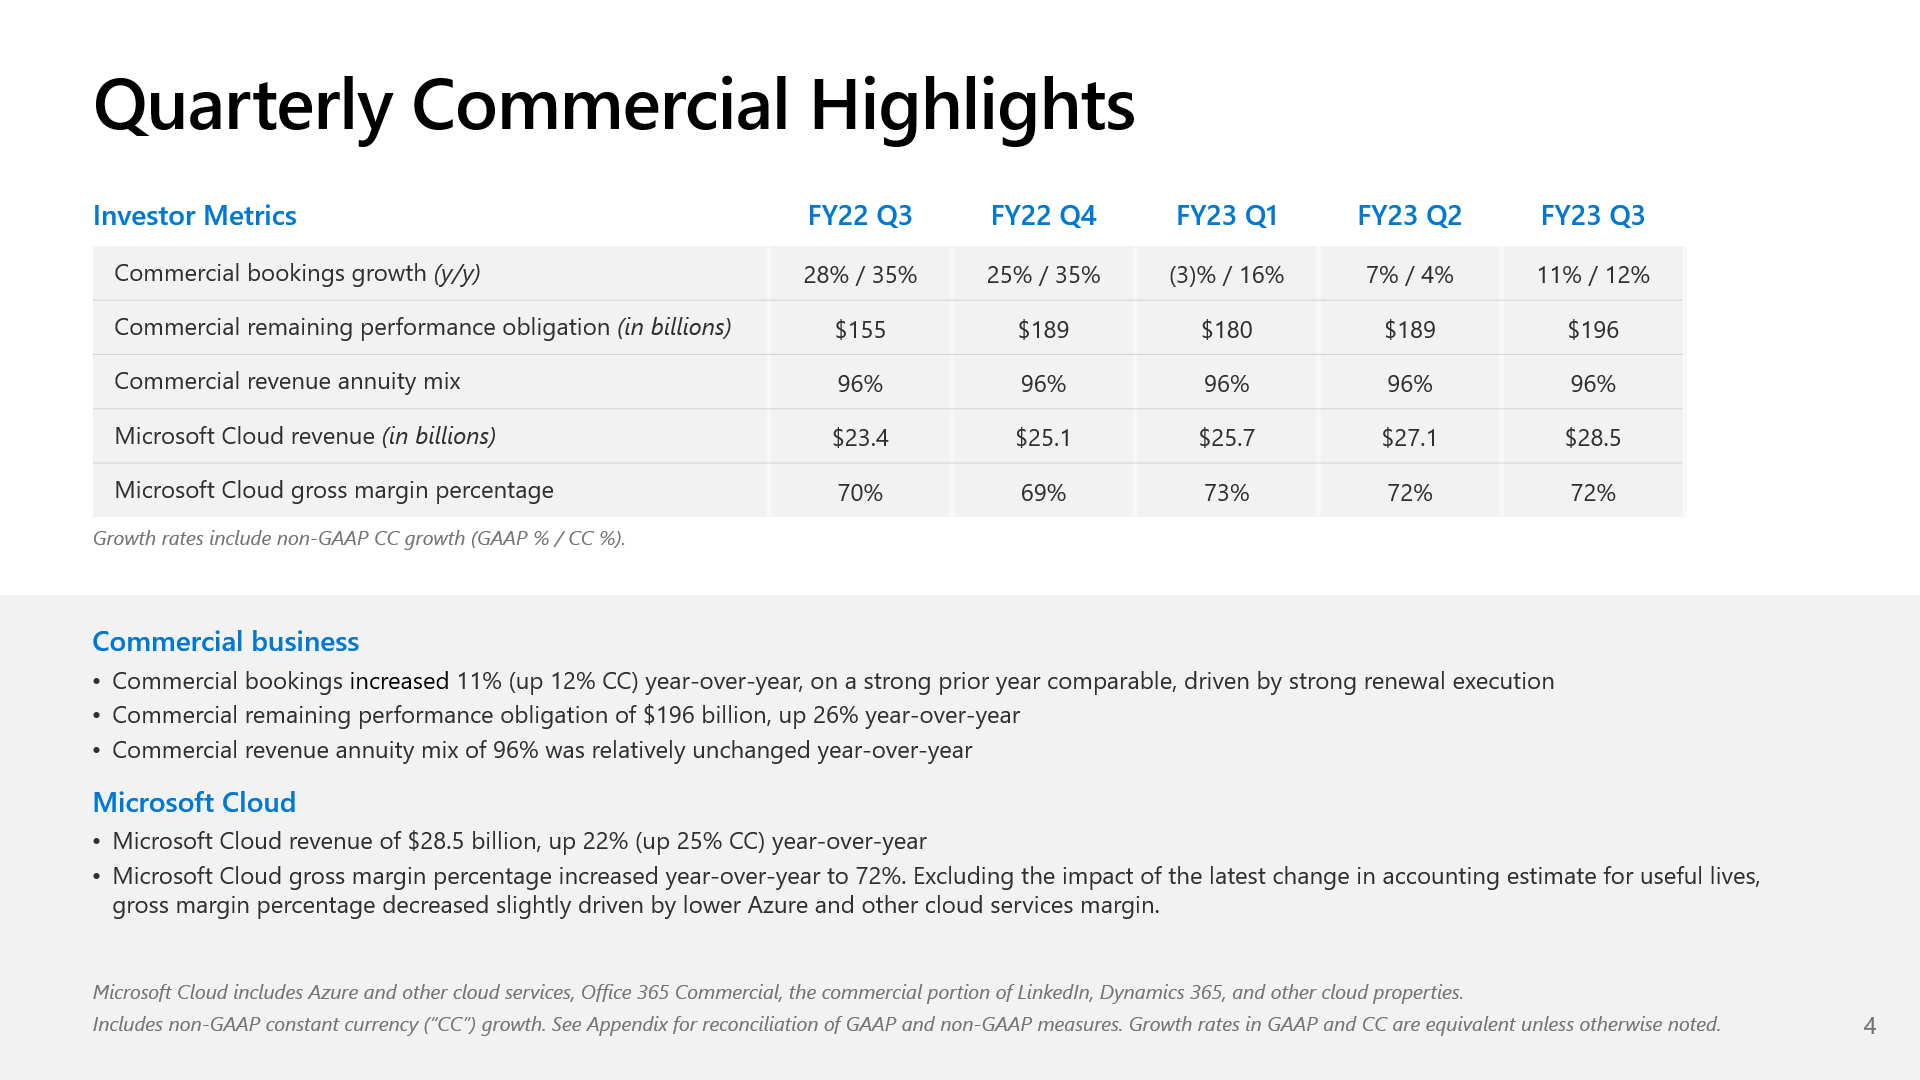 Quarterly Commercial Highlights
Investor Metrics FY22 Q3 FY22 Q4 FY23 Q1 FY23 Q2 FY23 Q3
Commercial bookings growth (y/y) 28% / 35% 25% / 35% (3)% / 16% 7% / 4% 11% / 12%
Commercial remaining performance obligation (in billions) $155 $189 $180 $189 $196
Commercial revenue annuity mix 96% 96% 96% 96% 96%
Microsoft Cloud revenue (in billions) $23.4 $25.1 $25.7 $27.1 $28.5
Microsoft Cloud gross margin percentage 70% 69% 73% 72% 72%
Growth rates include non-GAAP CC growth (GAAP % / CC %).
Commercial business
• Commercial bookings increased 11% (up 12% CC) year-over-year, on a strong prior year comparable, driven by strong renewal execution
• Commercial remaining performance obligation of $196 billion, up 26% year-over-year
• Commercial revenue annuity mix of 96% was relatively unchanged year-over-year
Microsoft Cloud
• Microsoft Cloud revenue of $28.5 billion, up 22% (up 25% CC) year-over-year
• Microsoft Cloud gross margin percentage increased year-over-year to 72%. Excluding the impact of the latest change in accounting estimate for useful lives,
gross margin percentage decreased slightly driven by lower Azure and other cloud services margin.
Microsoft Cloud includes Azure and other cloud services, Office 365 Commercial, the commercial portion of LinkedIn, Dynamics 365, and other cloud properties.
Includes non-GAAP constant currency (“CC”) growth. See Appendix for reconciliation of GAAP and non-GAAP measures. Growth rates in GAAP and CC are equivalent unless otherwise noted.
4